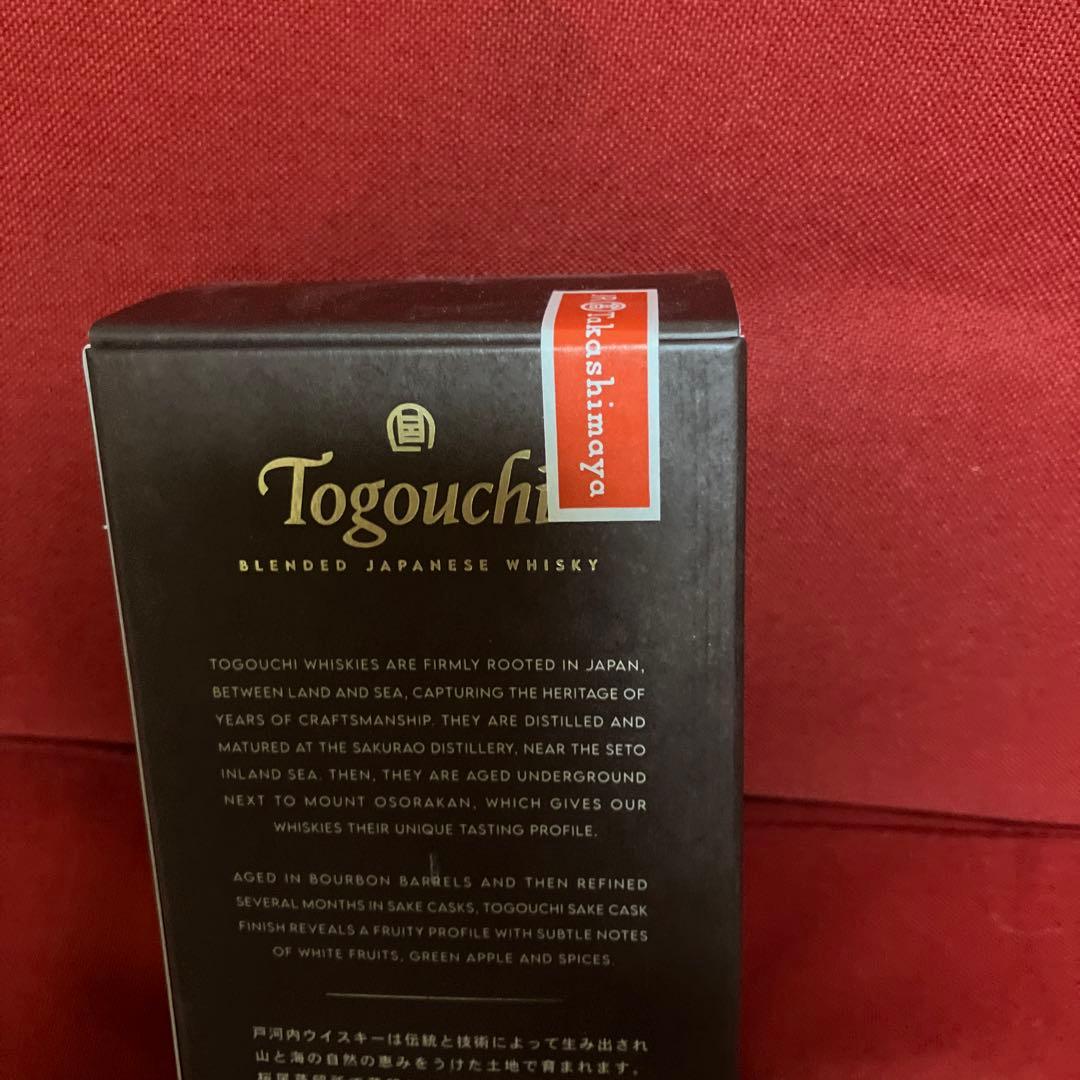 Takashimaya
Togouchi
BLENDED JAPANESE WHISKY
TOGOUCHI WHISKIES ARE FIRMLY ROOTED IN JAPAN,
BETWEEN LAND AND SEA, CAPTURING THE HERITAGE OF
YEARS OF CRAFTSMANSHIP. THEY ARE DISTILLED AND
MATURED AT THE SAKURAO DISTILLERY, NEAR THE SETO
INLAND SEA. THEN, THEY ARE AGED UNDERGROUND
NEXT TO MOUNT OSORAKAN, WHICH GIVES OUR
WHISKIES THEIR UNIQUE TASTING PROFILE.
AGED IN BOURBON BARRELS AND THEN REFINED
SEVERAL MONTHS IN SAKE CASKS, TOGOUCHI SAKE CASK
FINISH REVEALS A FRUITY PROFILE WITH SUBTLE NOTES
OF WHITE FRUITS, GREEN APPLE AND SPICES.
戸河内ウイスキーは伝統と技術によって生み出され
山と海の自然の恵みをうけた土地で育まれます。